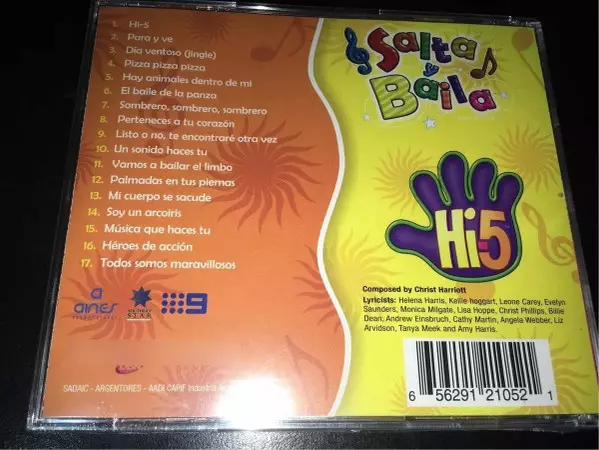 1. Hi-5
2. Para y ve
3. Día ventoso (jingle)
4. Pizza pizza pizza
5. Hay animales dentro de mi
6. El baile de la panza
7. Sombrero, sombrero, sombrero
8. Perteneces a tu corazón
9. Listo o no, te encontraré otra vez
10. Un sonido haces tu
11. Vamos a bailar el limbo
12. Palmadas en tus piernas
13. Mi cuerpo se sacude
14. Soy un arcoiris
15. Música que haces tu
16. Héroes de acción
17. Todos somos maravillosos
a
aines
SOUTHERN
STAR
9
SADAIC - ARGENTORES - AADI CAPIF Industria
Salta
y
Baila
Hi-5
Composed by Christ Harriott
Lyricists: Helena Harris, Kellie hoggart, Leone Carey, Evelyn
Saunders, Monica Milgate, Lisa Hoppe, Christ Phillips, Billie
Dean, Andrew Einsbruch, Cathy Martin, Angela Webber, Liz
Arvidson, Tanya Meek and Amy Harris.
6 56291 21052 1